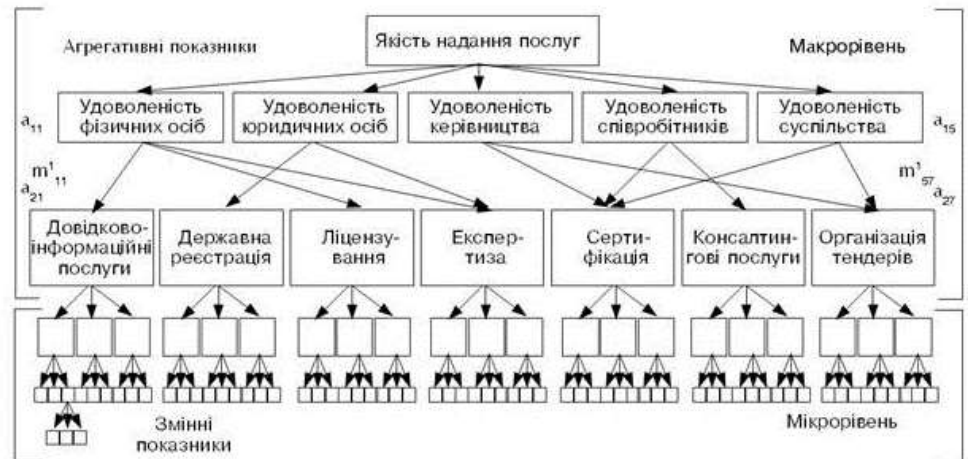 Якість надання послуг
Агрегативні показники
Макрорівень
a11
Удоволеність
фізичних осіб
Удоволеність
юридичних осіб
Удоволеність
керівництва
Удоволеність
співробітників
Удоволеність
суспільства
a15
m¹11
a21
m¹57
a27
Довідково-
інформаційні
послуги
Державна
реєстрація
Ліцензу-
вання
Експер-
тиза
Серти-
фікація
Консалтин-
гові послуги
Організація
тендерів
Змінні
показники
Мікрорівень